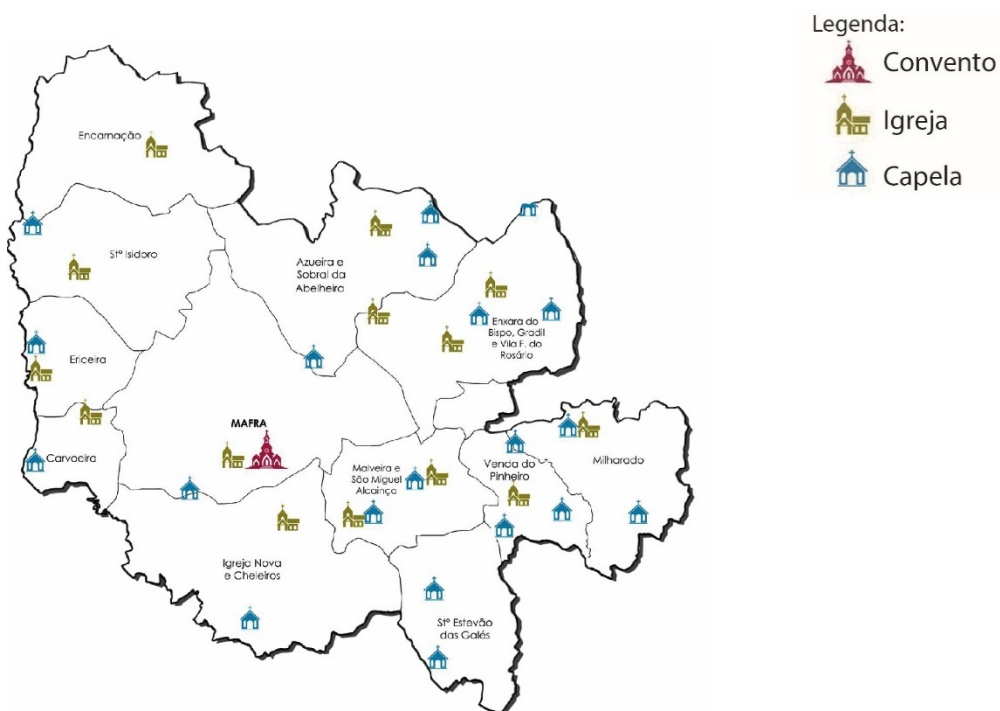 Legenda:
Convento
Igreja
Capela
Encarnação
Stº Isidoro
Azueira e
Sobral da
Abelheira
Enxara do
Bispo, Gradil
e Vila F. do
Rosário
Ericeira
MAFRA
Carvoeira
Malveira e
São Miguel
Alcainça
Venda do
Pinheiro
Milharado
Igreja Nova
e Cheleiros
Stº Estevão
das Galés